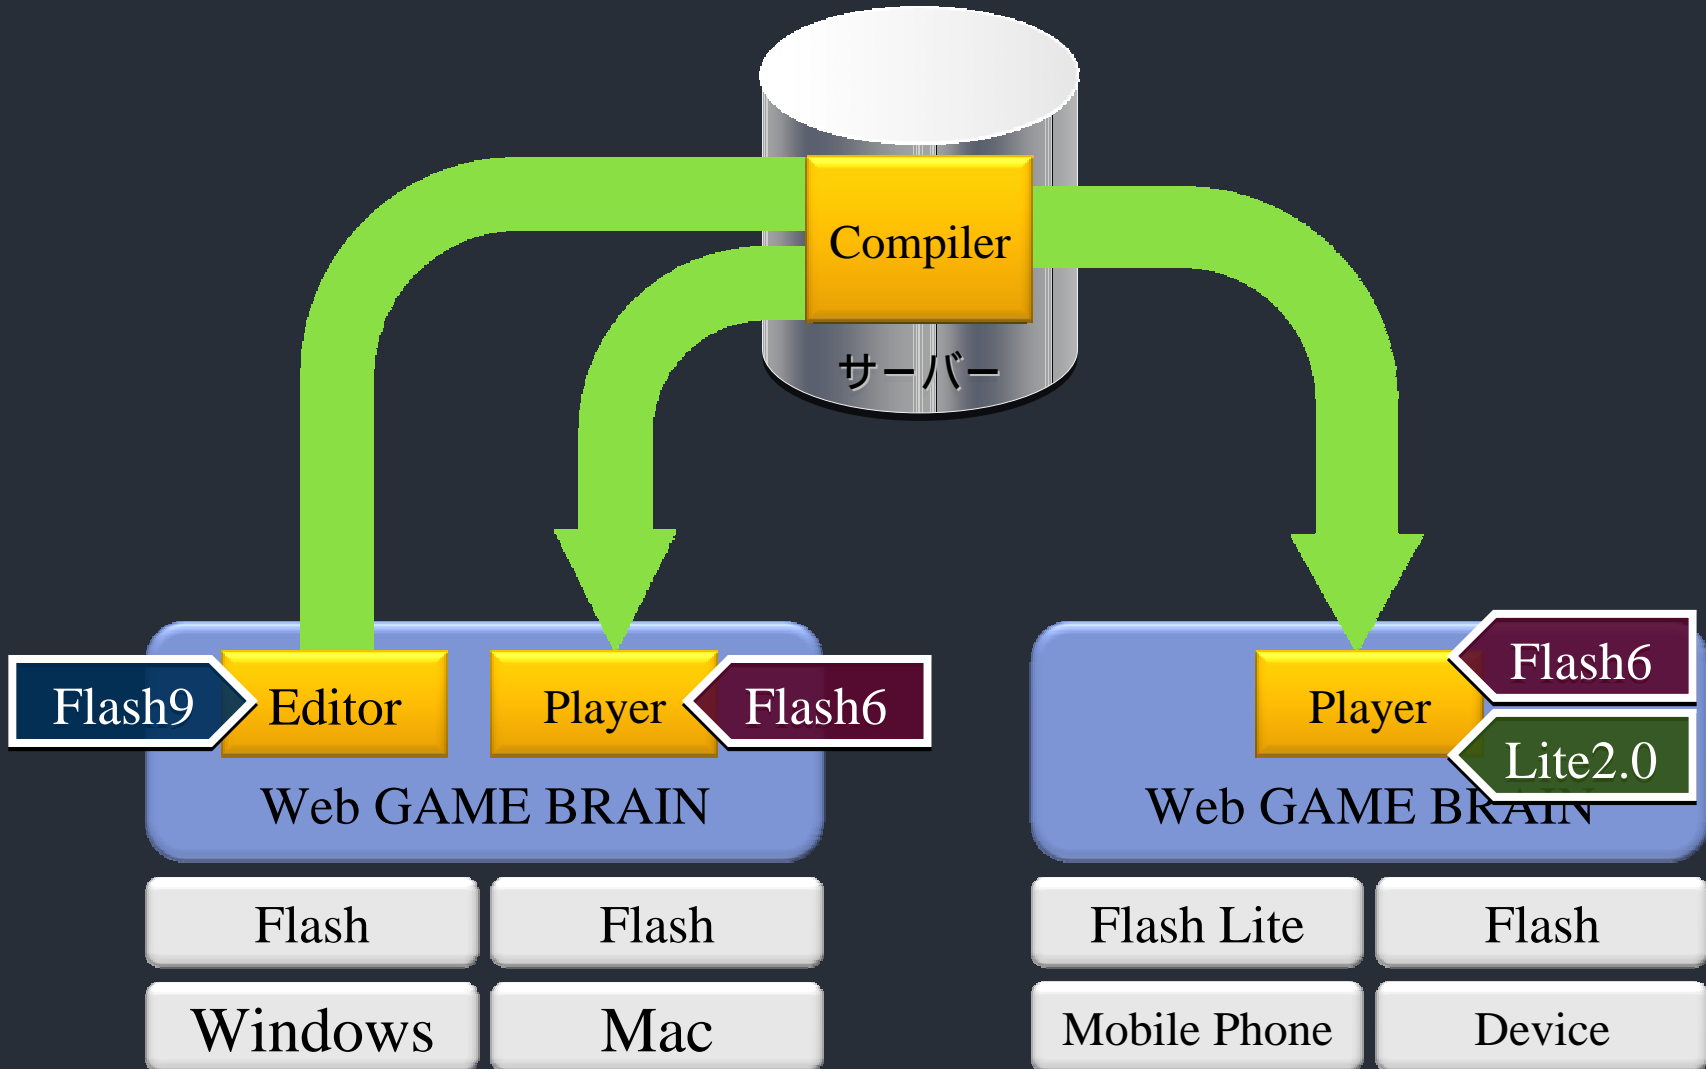 Compiler
サーバー
Flash9
Editor
Player
Flash6
Web GAME BRAIN
Player
Flash6
Lite2.0
Web GAME BRAIN
Flash
Flash
Flash Lite
Flash
Windows
Mac
Mobile Phone
Device